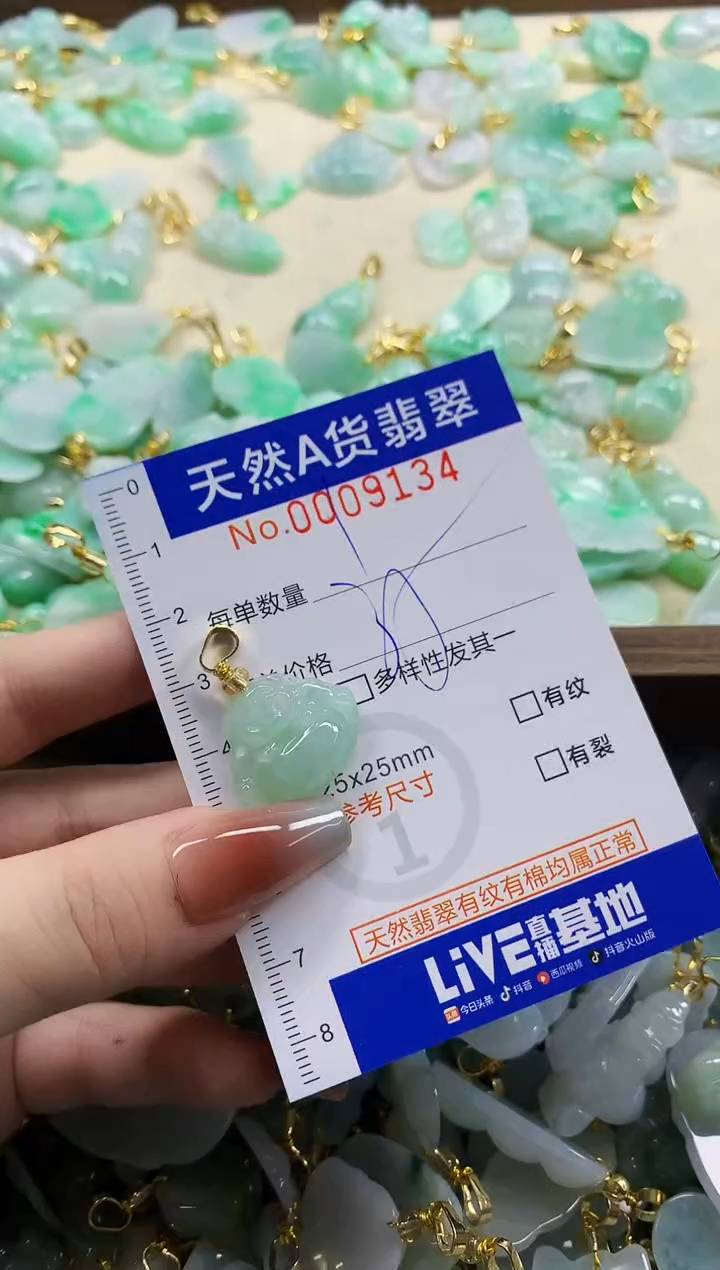 天然A货翡翠
No.0009134
0
1
每单数量
2
价格
3
多样性发其一
有纹
4
5x25mm
有裂
参考尺寸
1
天然翡翠有纹有棉均属正常
7
LiVE直播基地
头条 今日头条 抖音 西瓜视频 抖音火山版
8